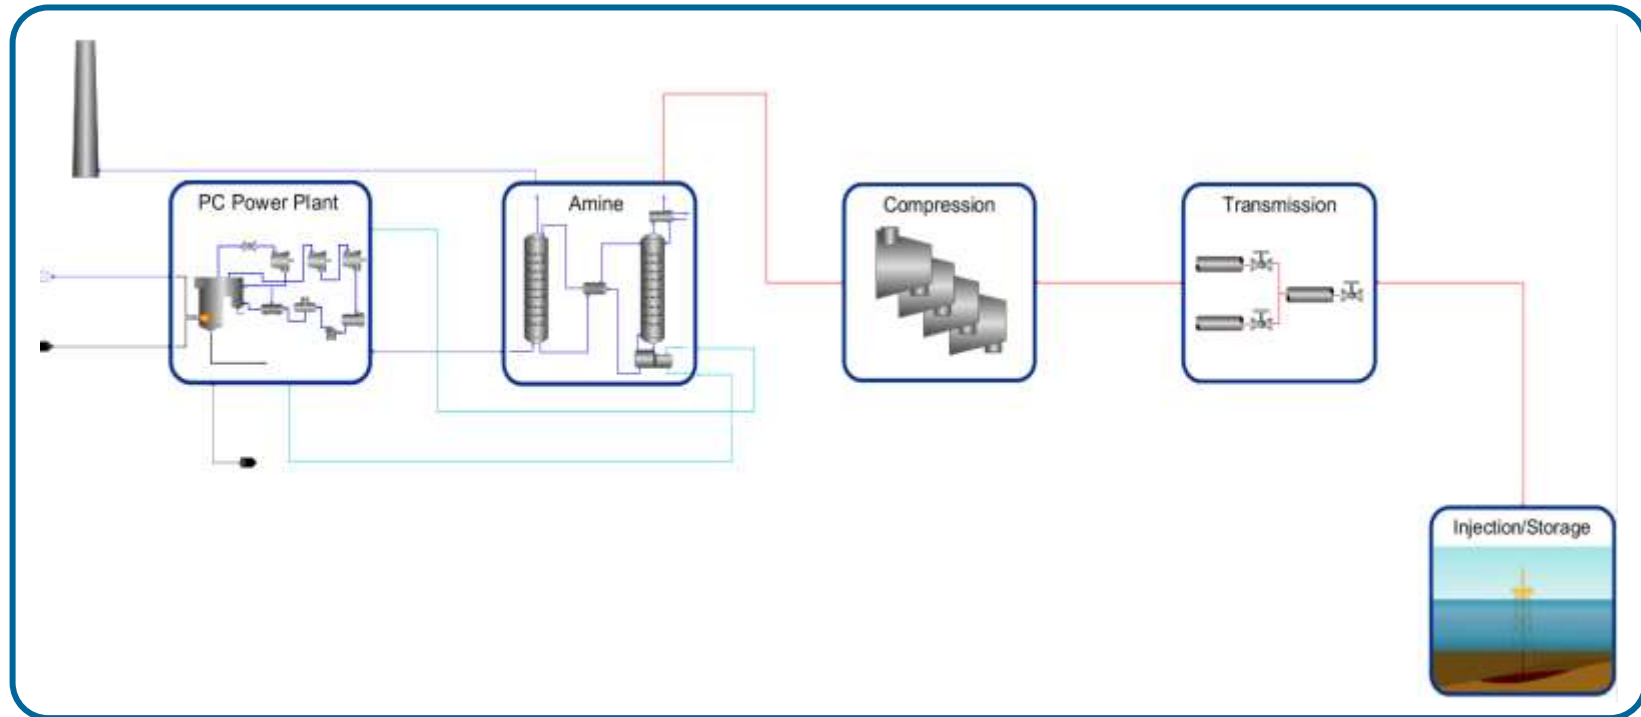 PC Power Plant
Amine
Compression
Transmission
Injection/Storage